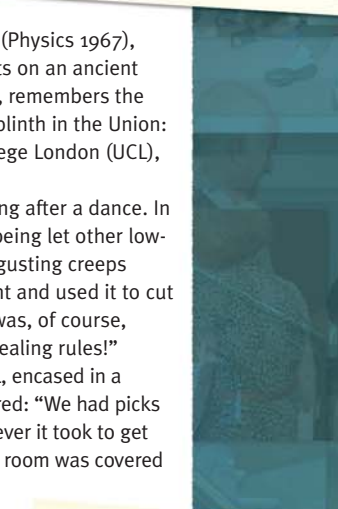 (Physics 1967),
ts on an ancient
, remembers the
plinth in the Union:
ege London (UCL),
ng after a dance. In
being let other low-
gusting creeps
nt and used it to cut
was, of course,
ealing rules!”
, encased in a
red: “We had picks
ever it took to get
room was covered